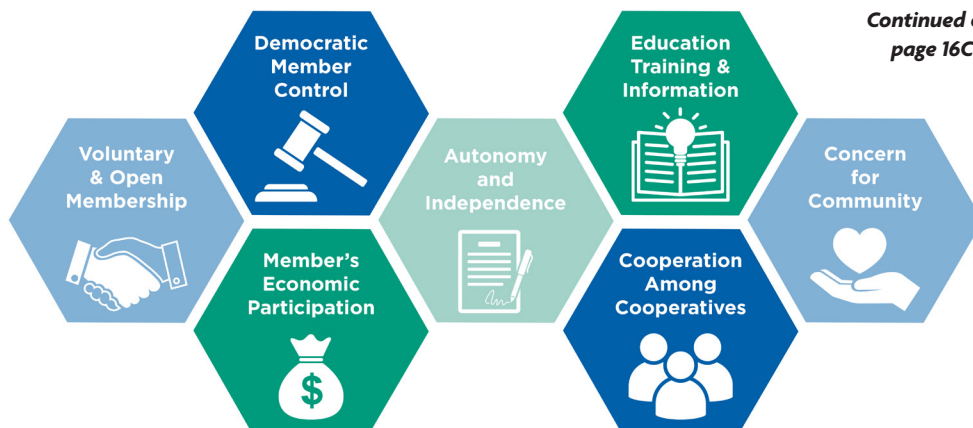 Continued
page 16C
Democratic
Member
Control
Education
Training &
Information
Voluntary
& Open
Membership
Autonomy
and
Independence
Concern
for
Community
Member's
Economic
Participation
$
Cooperation
Among
Cooperatives